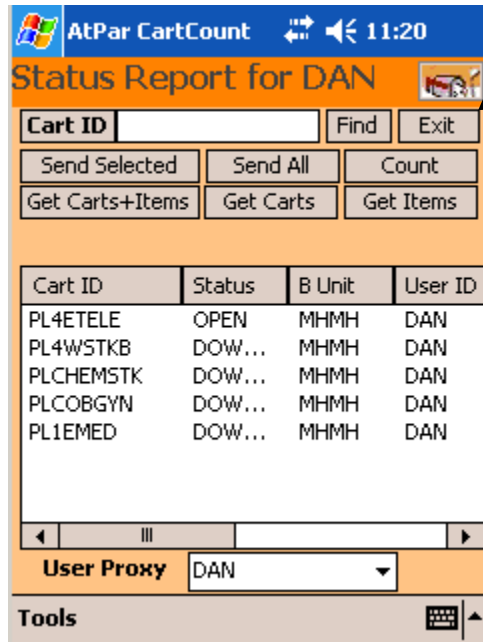 AtPar CartCount 11:20
Status Report for DAN
Cart ID Find Exit
Send Selected Send All Count
Get Carts+Items Get Carts Get Items
Cart ID Status B Unit User ID
PL4ETELE OPEN MHMH DAN
PL4WSTKB DOW... MHMH DAN
PLCHEMSTK DOW... MHMH DAN
PLCOBGYN DOW... MHMH DAN
PL1EMED DOW... MHMH DAN
User Proxy DAN
Tools